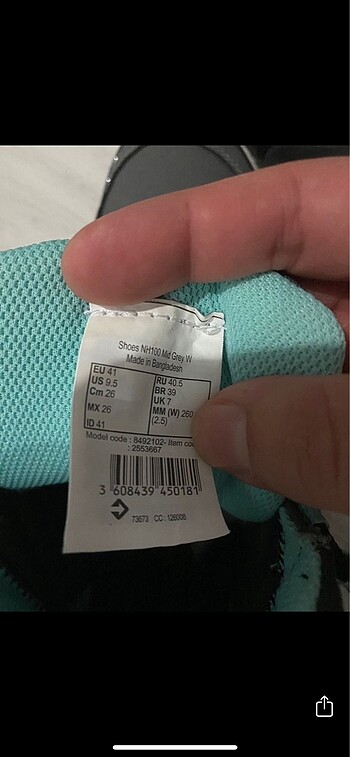 Shoes NH100 Mid Grey W
Made in Bangladesh
EU 41
US 9.5
Cm 26
MX 26
ID 41
RU 40.5
BR 39
UK 7
MM (W) 260
(2.5)
Model code : 8492102- Item
: 2553667
3 608439 450181
73673 CC: